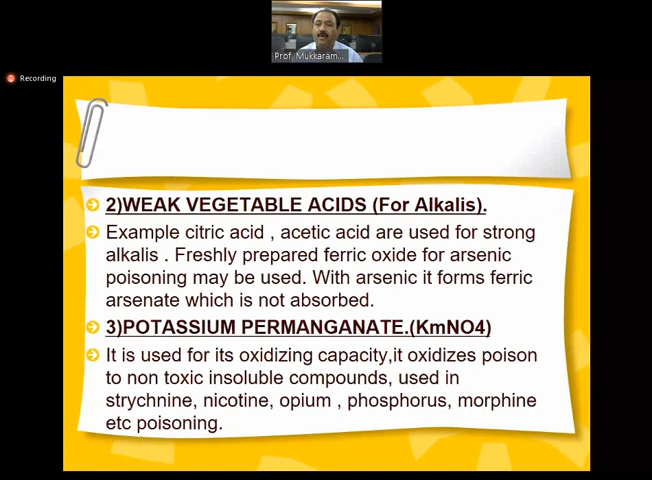 Prof. Mukkaram...
Recording
2)WEAK VEGETABLE ACIDS (For Alkalis).
Example citric acid , acetic acid are used for strong
alkalis . Freshly prepared ferric oxide for arsenic
poisoning may be used. With arsenic it forms ferric
arsenate which is not absorbed.
3)POTASSIUM PERMANGANATE.(KmNO4)
It is used for its oxidizing capacity,it oxidizes poison
to non toxic insoluble compounds, used in
strychnine, nicotine, opium , phosphorus, morphine
etc poisoning.